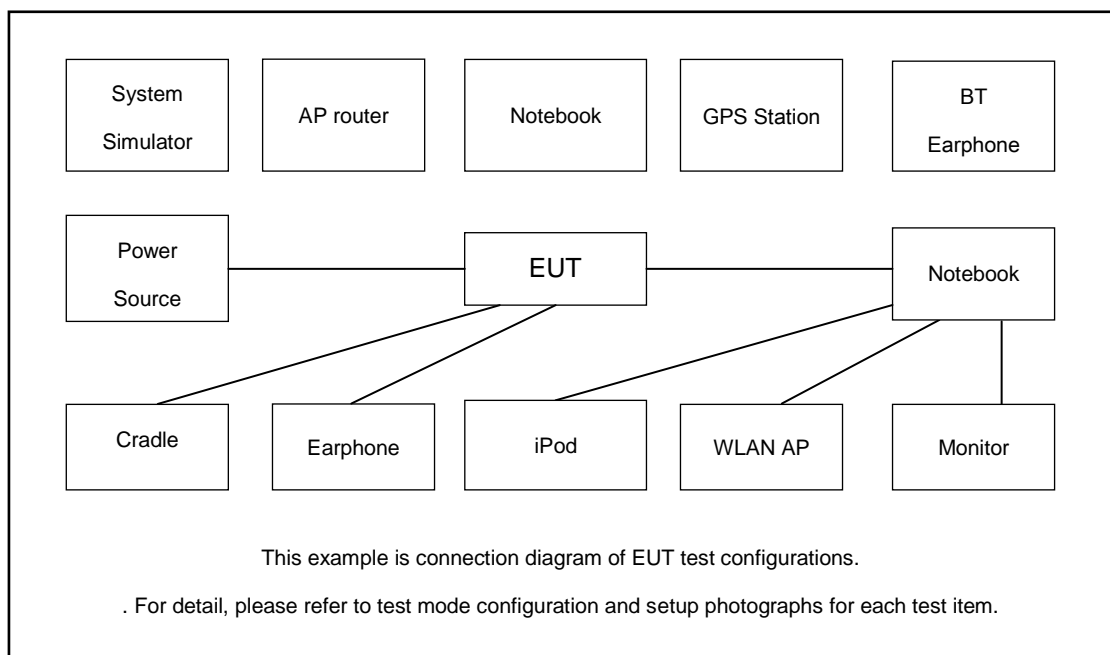 System
Simulator
AP router
Notebook
GPS Station
BT
Earphone
Power
Source
EUT
Notebook
Cradle
Earphone
iPod
WLAN AP
Monitor
This example is connection diagram of EUT test configurations.
. For detail, please refer to test mode configuration and setup photographs for each test item.